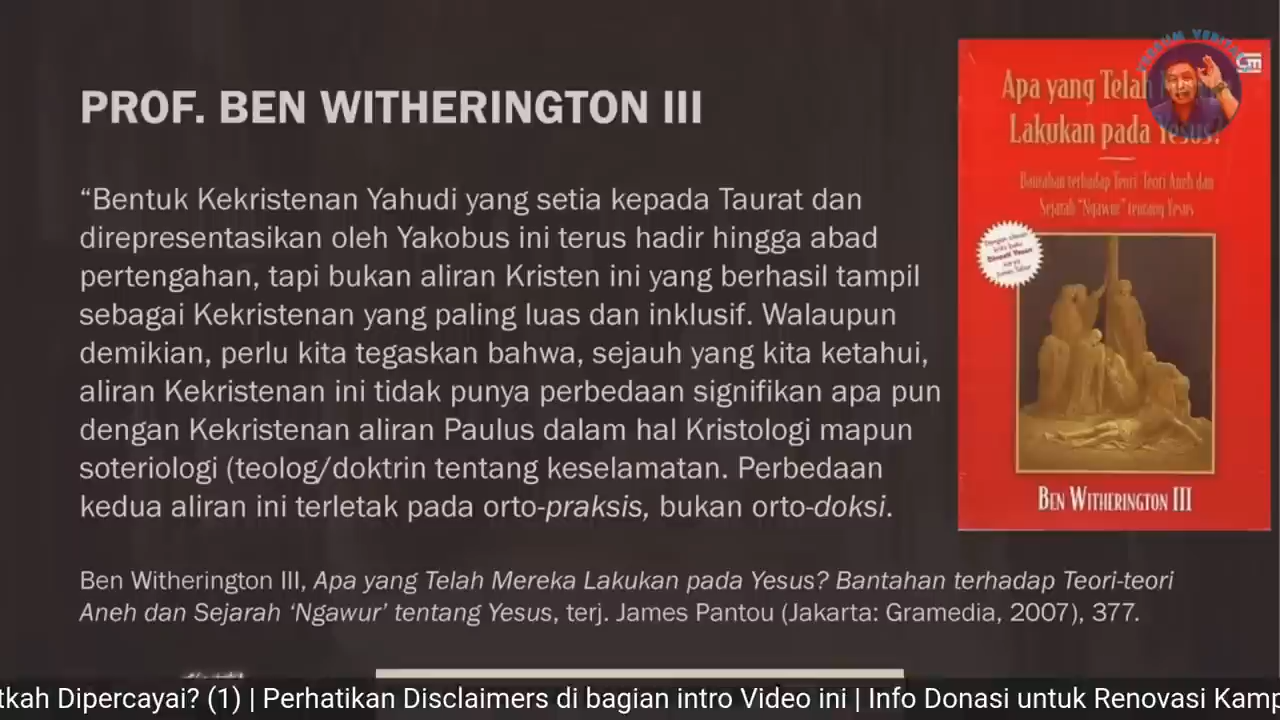 PROF. BEN WITHERINGTON III
“Bentuk Kekristenan Yahudi yang setia kepada Taurat dan
direpresentasikan oleh Yakobus ini terus hadir hingga abad
pertengahan, tapi bukan aliran Kristen ini yang berhasil tampil
sebagai Kekristenan yang paling luas dan inklusif. Walaupun
demikian, perlu kita tegaskan bahwa, sejauh yang kita ketahui,
aliran Kekristenan ini tidak punya perbedaan signifikan apa pun
dengan Kekristenan aliran Paulus dalam hal Kristologi mapun
soteriologi (teolog/doktrin tentang keselamatan. Perbedaan
kedua aliran ini terletak pada orto-praksis, bukan orto-doksi.
Ben Witherington III, Apa yang Telah Mereka Lakukan pada Yesus? Bantahan terhadap Teori-teori
Aneh dan Sejarah ‘Ngawur’ tentang Yesus, terj. James Pantou (Jakarta: Gramedia, 2007), 377.
Apa yang Telah
Lakukan pada Yesus?
Bantahan terhadap Teori-Teori Aneh dan
Sejarah “Ngawur” tentang Yesus
BEN WITHERINGTON III
tkah Dipercayai? (1) | Perhatikan Disclaimers di bagian intro Video ini | Info Donasi untuk Renovasi Kamp